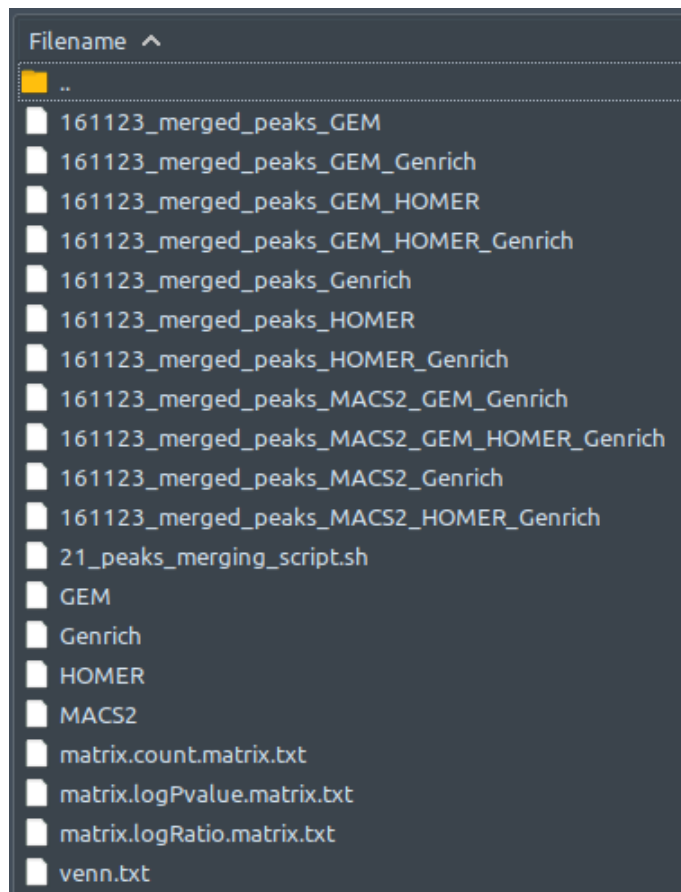 Filename
..
161123_merged_peaks_GEM
161123_merged_peaks_GEM_Genrich
161123_merged_peaks_GEM_HOMER
161123_merged_peaks_GEM_HOMER_Genrich
161123_merged_peaks_Genrich
161123_merged_peaks_HOMER
161123_merged_peaks_HOMER_Genrich
161123_merged_peaks_MACS2_GEM_Genrich
161123_merged_peaks_MACS2_GEM_HOMER_Genrich
161123_merged_peaks_MACS2_Genrich
161123_merged_peaks_MACS2_HOMER_Genrich
21_peaks_merging_script.sh
GEM
Genrich
HOMER
MACS2
matrix.count.matrix.txt
matrix.logPvalue.matrix.txt
matrix.logRatio.matrix.txt
venn.txt